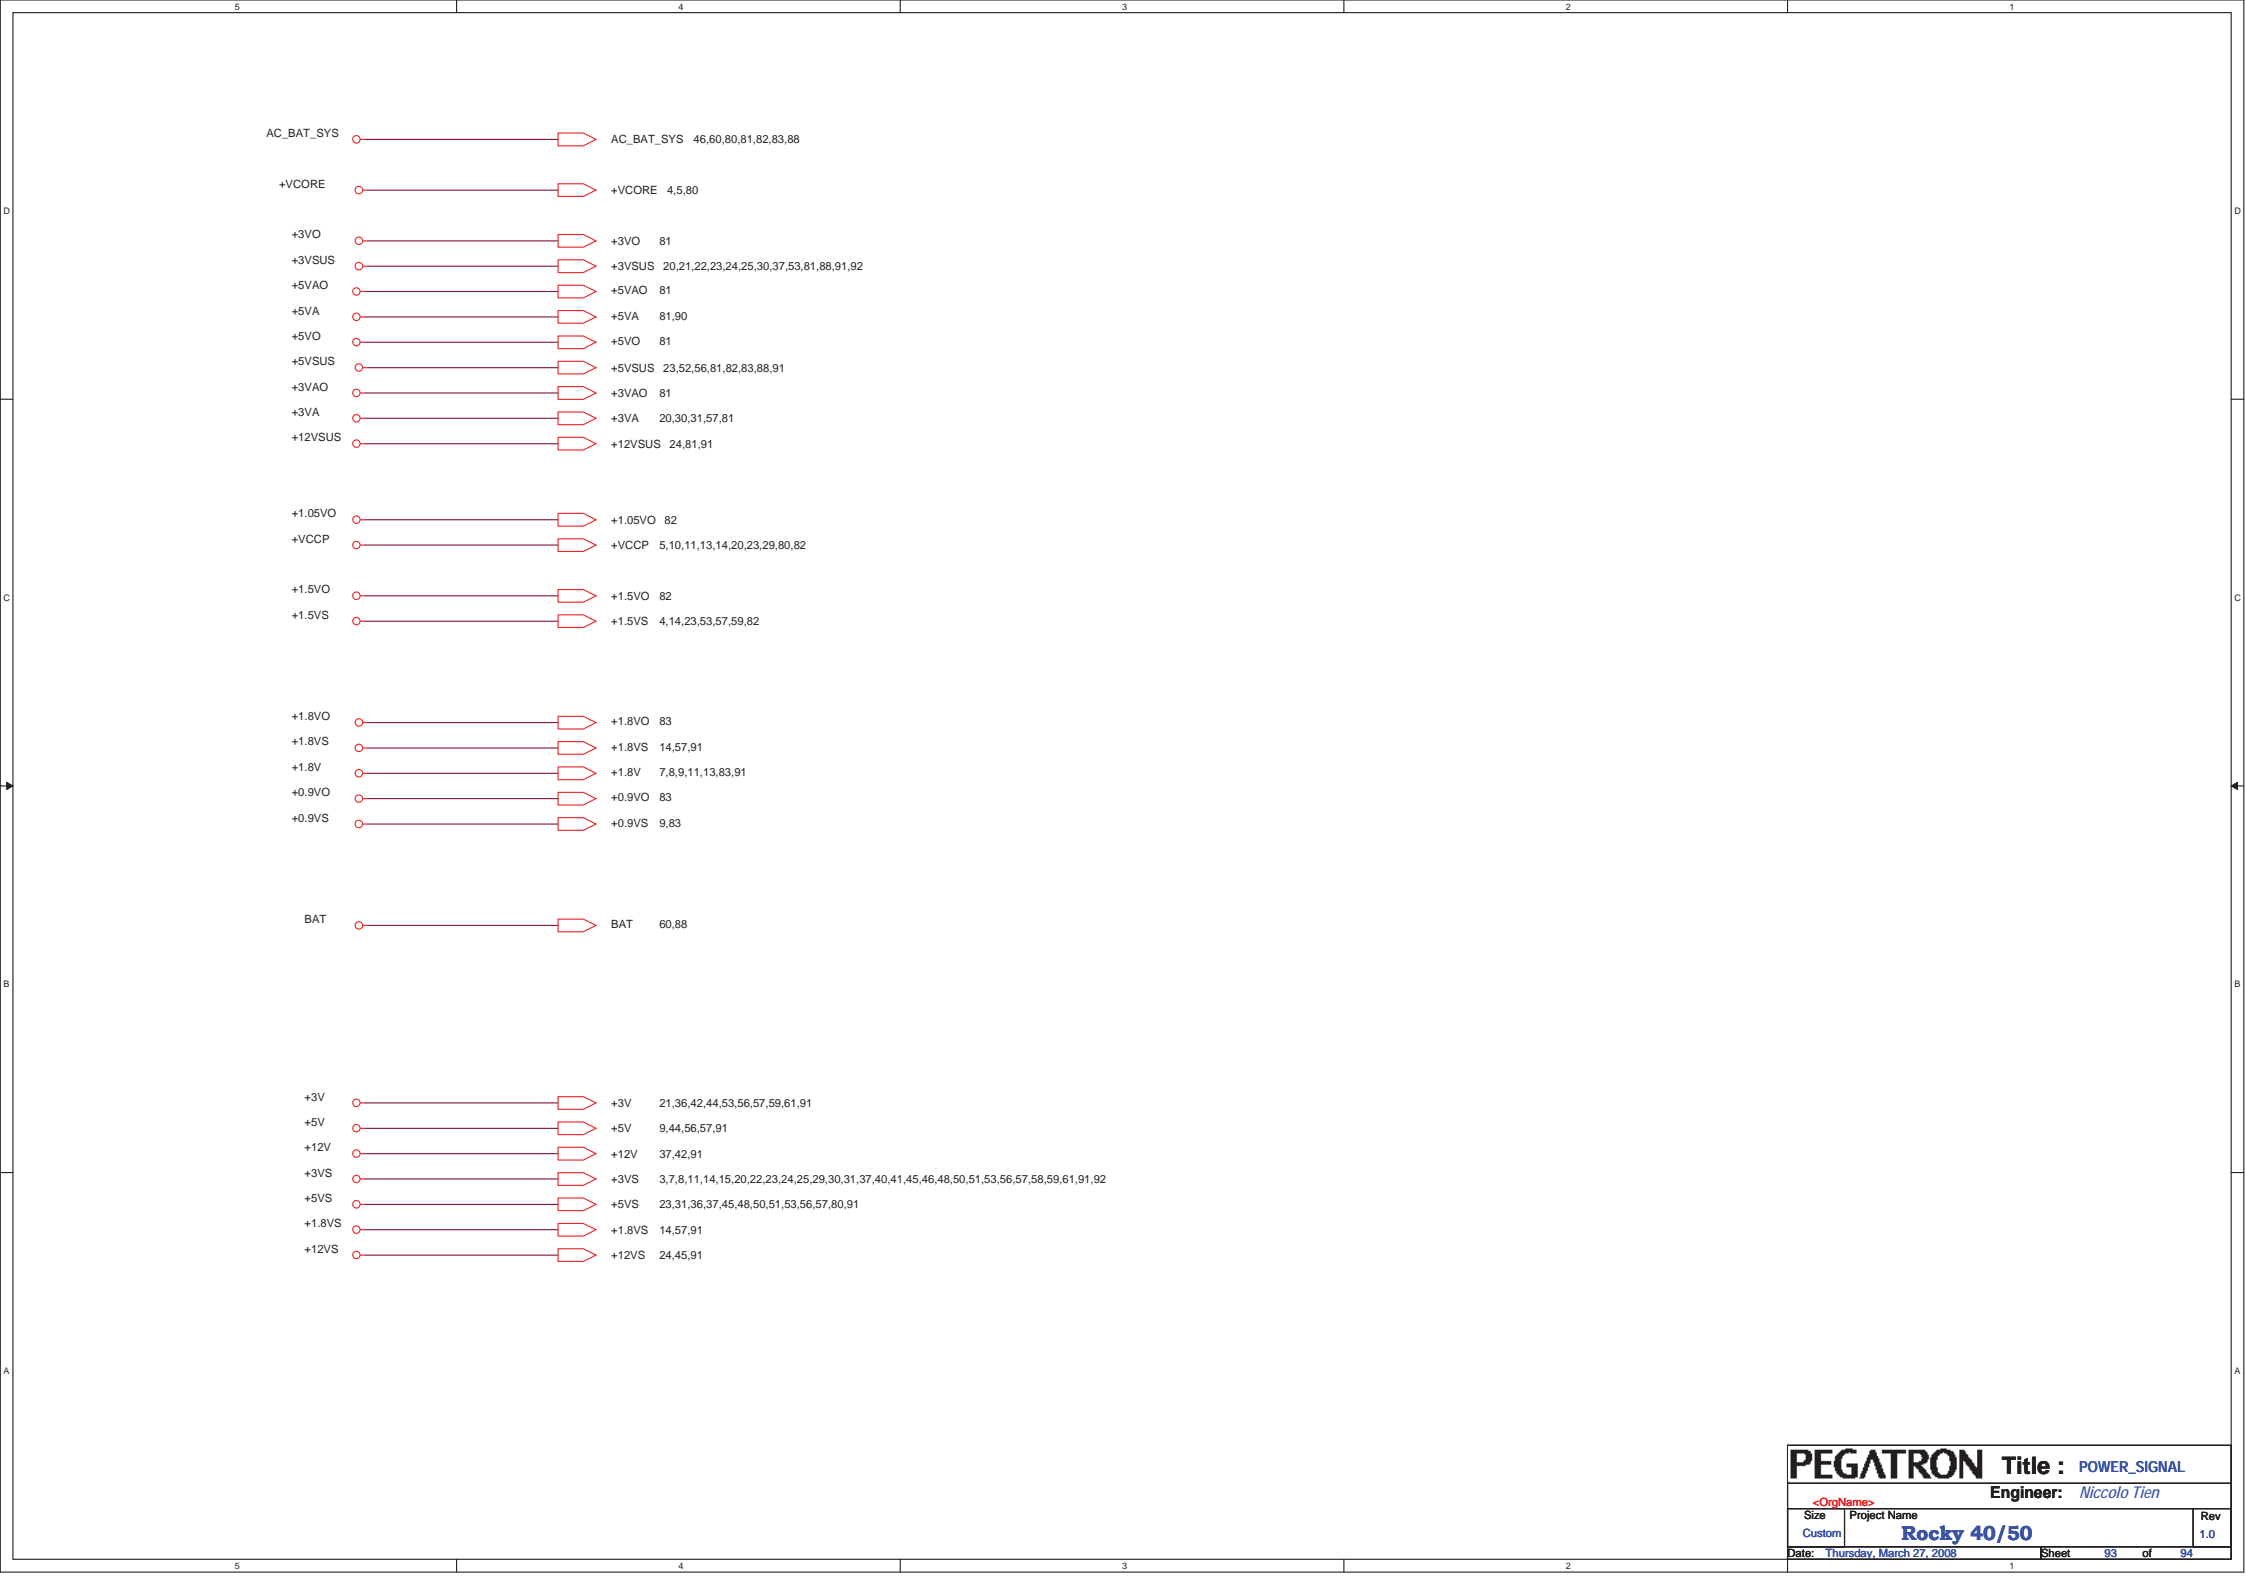 5 4 3 2 1
AC_BAT_SYS AC_BAT_SYS 46,60,80,81,82,83,88
+VCORE +VCORE 4,5,80
D D
+3VO +3VO 81
+3VSUS +3VSUS 20,21,22,23,24,25,30,37,53,81,88,91,92
+5VAO +5VAO 81
+5VA +5VA 81,90
+5VO +5VO 81
+5VSUS +5VSUS 23,52,56,81,82,83,88,91
+3VAO +3VAO 81
+3VA +3VA 20,30,31,57,81
+12VSUS +12VSUS 24,81,91
+1.05VO +1.05VO 82
+VCCP +VCCP 5,10,11,13,14,20,23,29,80,82
+1.5VO +1.5VO 82
C C
+1.5VS +1.5VS 4,14,23,53,57,59,82
+1.8VO +1.8VO 83
+1.8VS +1.8VS 14,57,91
+1.8V +1.8V 7,8,9,11,13,83,91
+0.9VO +0.9VO 83
+0.9VS +0.9VS 9,83
BAT BAT 60,88
B B
+3V +3V 21,36,42,44,53,56,57,59,61,91
+5V +5V 9,44,56,57,91
+12V +12V 37,42,91
+3VS +3VS 3,7,8,11,14,15,20,22,23,24,25,29,30,31,37,40,41,45,46,48,50,51,53,56,57,58,59,61,91,92
+5VS +5VS 23,31,36,37,45,48,50,51,53,56,57,80,91
+1.8VS +1.8VS 14,57,91
+12VS +12VS 24,45,91
A A
PEGATRON Title : POWER_SIGNAL
Engineer: Niccolo Tien
<OrgName>
Size Project Name Rev
Custom Rocky 40/50 1.0
Date: Thursday, March 27, 2008 Sheet 93 of 94
5 4 3 2 1